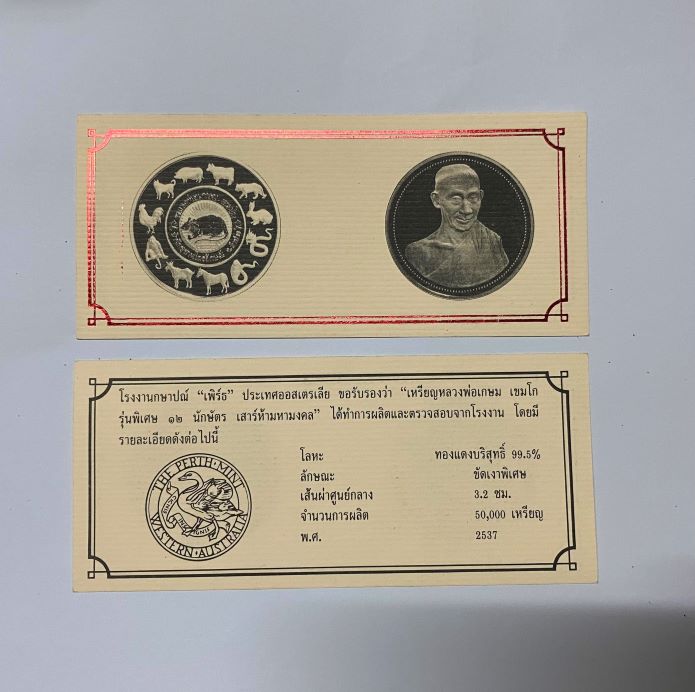 โรงงานกษาปณ์ “เพิร์ธ” ประเทศออสเตรเลีย ขอรับรองว่า “เหรียญหลวงพ่อเกษม เขมโก
รุ่นพิเศษ ๑๒ นักษัตร เสาร์ห้ามหามงคล” ได้ทำการผลิตและตรวจสอบจากโรงงาน โดยมี
รายละเอียดดังต่อไปนี้
โลหะ ทองแดงบริสุทธิ์ 99.5%
ลักษณะ ขัดเงาพิเศษ
เส้นผ่าศูนย์กลาง 3.2 ซม.
จำนวนการผลิต 50,000 เหรียญ
พ.ศ. 2537
THE PERTH·MINT
WESTERN·AUSTRALIA